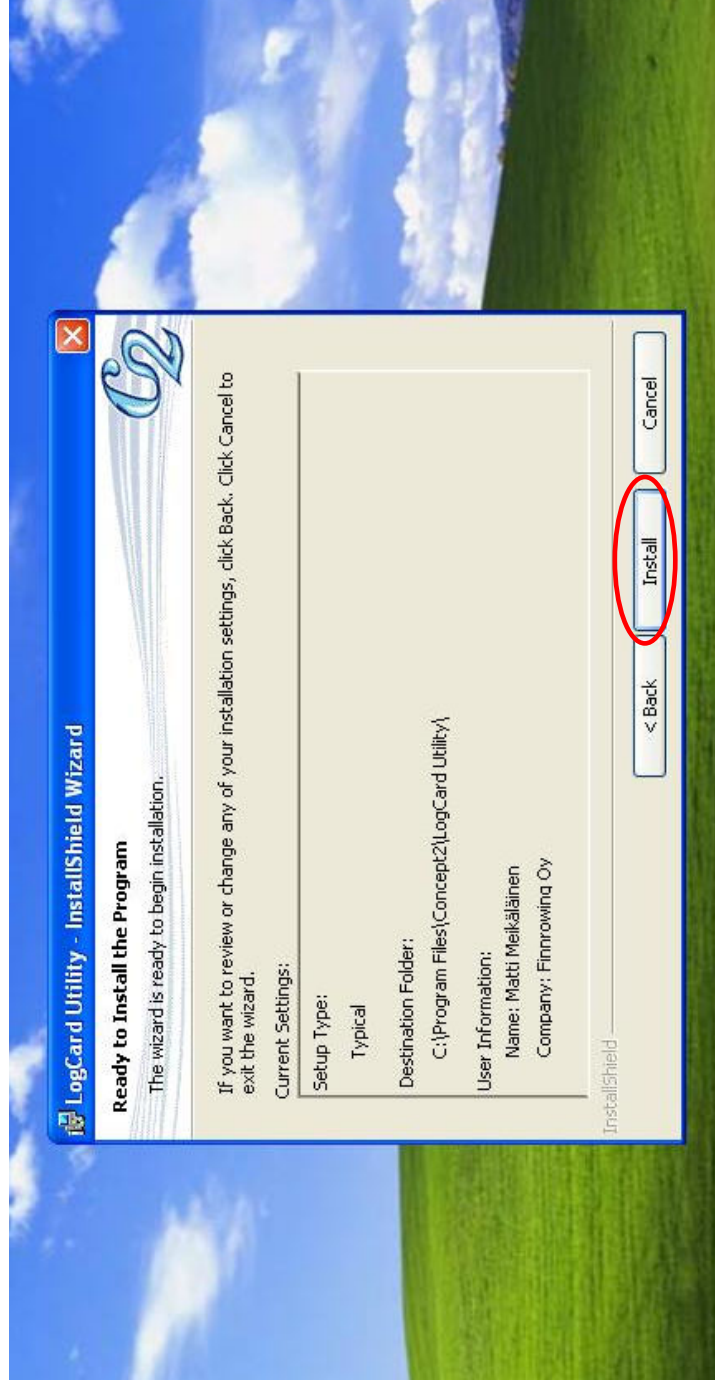 LogCard Utility - InstallShield Wizard
Ready to Install the Program
The wizard is ready to begin installation.
C2
If you want to review or change any of your installation settings, click Back. Click Cancel to
exit the wizard.
Current Settings:
Setup Type:
Typical
Destination Folder:
C:\Program Files\Concept2\LogCard Utility\
User Information:
Name: Matti Meikäläinen
Company: Finnrowing Oy
InstallShield
< Back
Install
Cancel